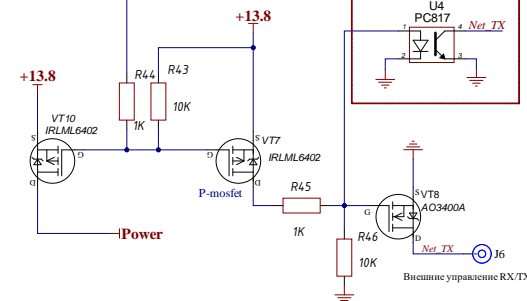 U4
PC817
1
4
Net_TX
2
3
+13.8
+13.8
R44
R43
1K
10K
VT10
IRLML6402
S
G
D
VT7
IRLML6402
S
G
D
P-mosfet
R45
1K
Power
S
VT8
AO3400A
G
D
R46
10K
Net_TX
J6
Внешние управление RX/TX